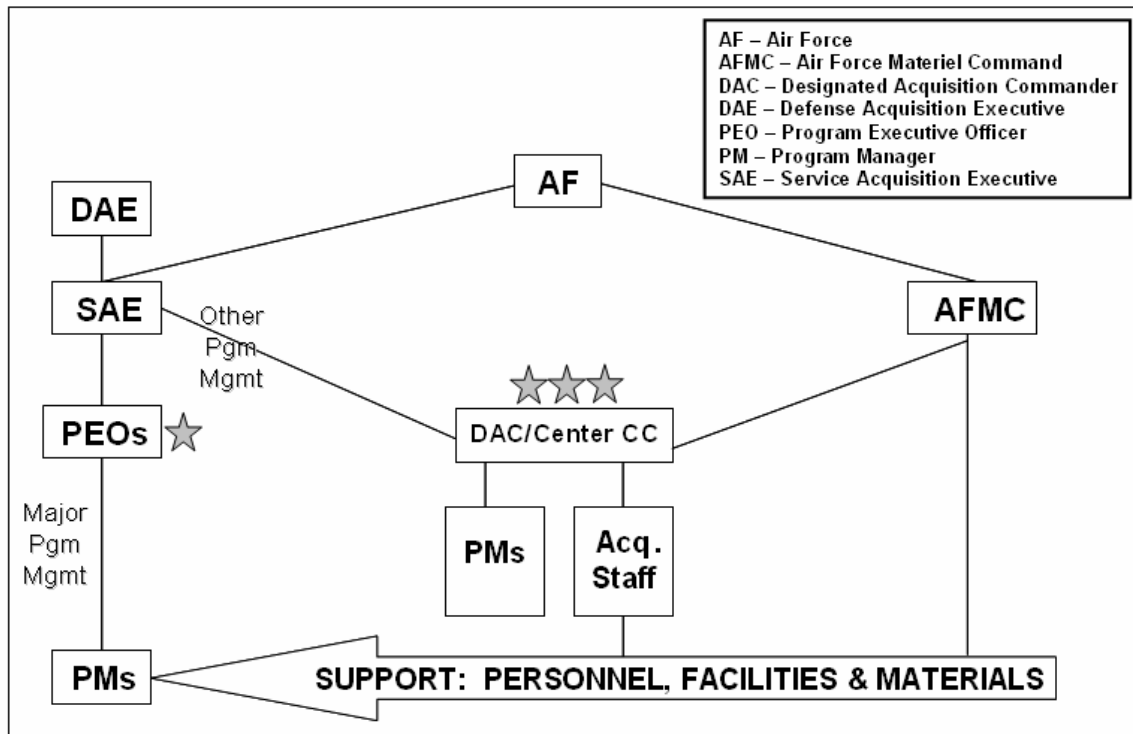 AF – Air Force
AFMC – Air Force Materiel Command
DAC – Designated Acquisition Commander
DAE – Defense Acquisition Executive
PEO – Program Executive Officer
PM – Program Manager
SAE – Service Acquisition Executive
AF
DAE
SAE
AFMC
Other
Pgm
Mgmt
PEOs
DAC/Center CC
Major
Pgm
Mgmt
PMs
Acq.
Staff
PMs
SUPPORT: PERSONNEL, FACILITIES & MATERIALS